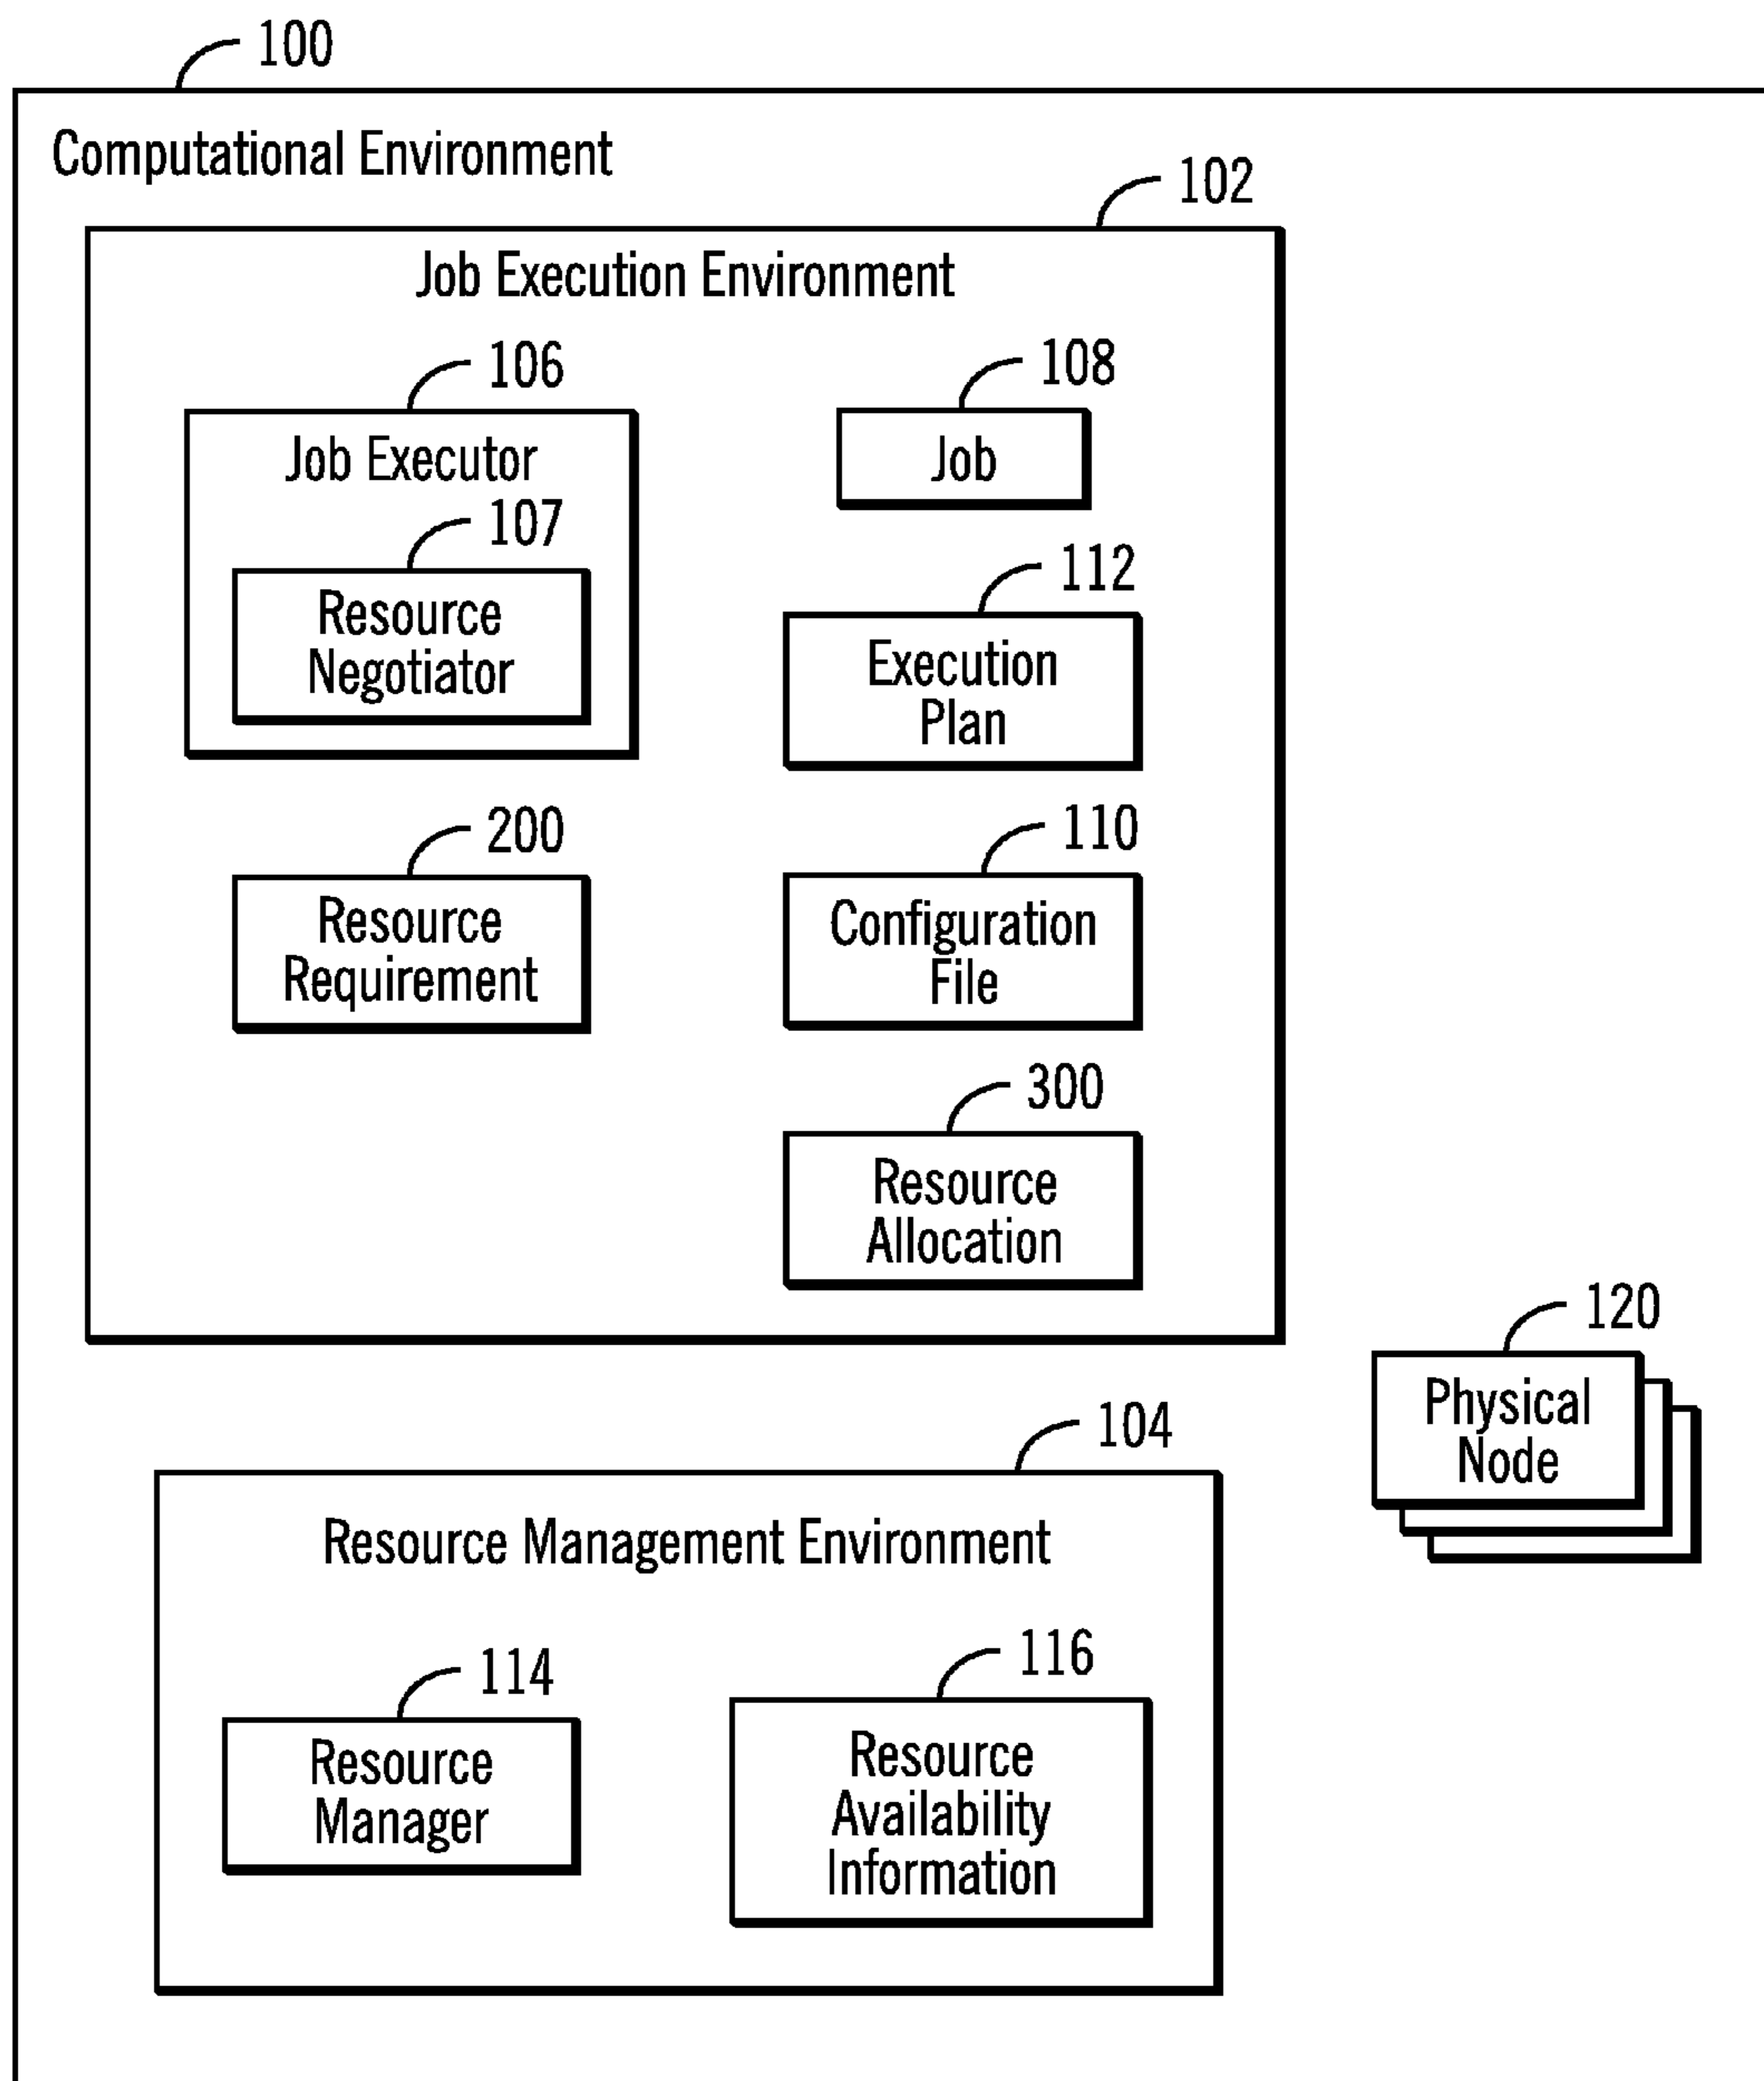 100
Computational Environment
102
Job Execution Environment
106
108
Job Executor
Job
107
Resource
Negotiator
112
Execution
Plan
200
Resource
Requirement
110
Configuration
File
300
Resource
Allocation
120
Physical
Node
104
Resource Management Environment
114
Resource
Manager
116
Resource
Availability
Information